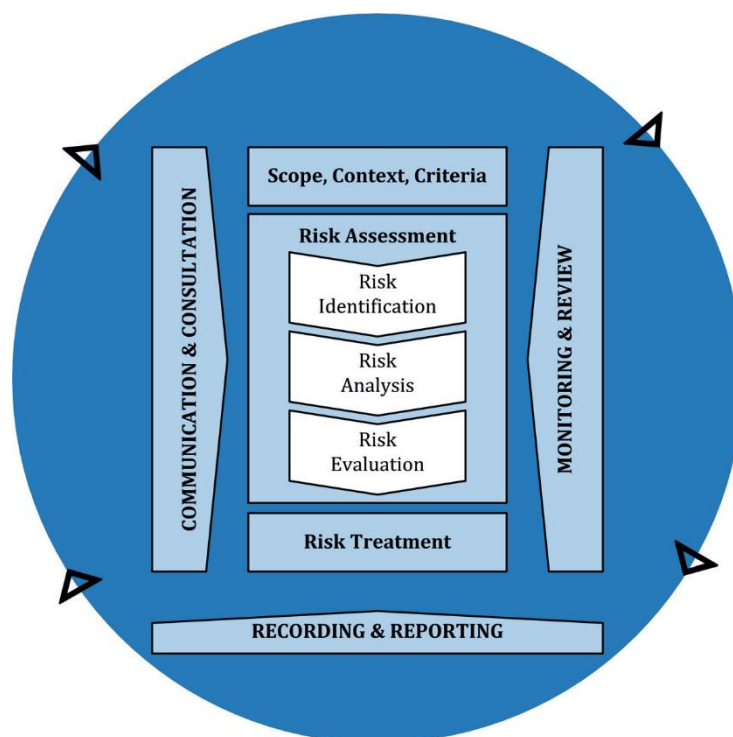 Scope, Context, Criteria
Risk Assessment
Risk
Identification
Risk
Analysis
Risk
Evaluation
Risk Treatment
COMMUNICATION & CONSULTATION
MONITORING & REVIEW
RECORDING & REPORTING